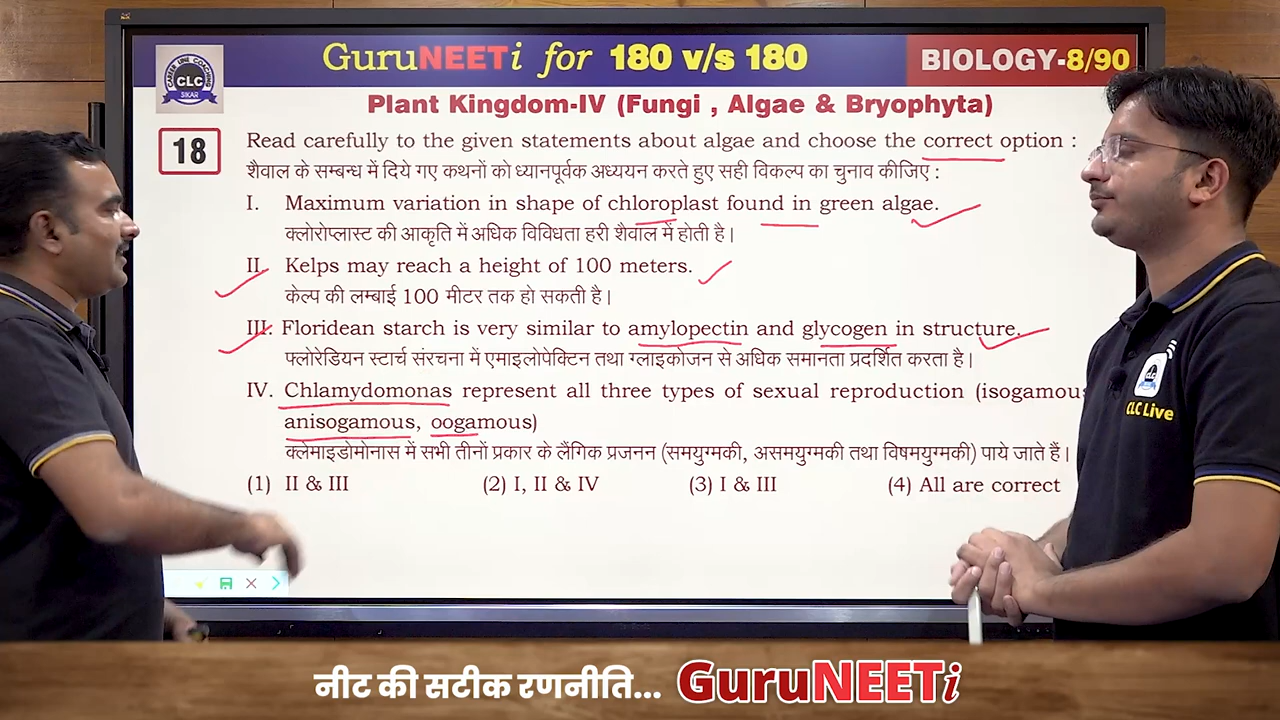 GuruNEETi for 180 v/s 180
BIOLOGY-8/90
CAREER LINE COACHING
CLC
SIKAR
Plant Kingdom-IV (Fungi , Algae & Bryophyta)
18
Read carefully to the given statements about algae and choose the correct option :
शैवाल के सम्बन्ध में दिये गए कथनों को ध्यानपूर्वक अध्ययन करते हुए सही विकल्प का चुनाव कीजिए :
I. Maximum variation in shape of chloroplast found in green algae.
क्लोरोप्लास्ट की आकृति में अधिक विविधता हरी शैवाल में होती है।
II. Kelps may reach a height of 100 meters.
केल्प की लम्बाई 100 मीटर तक हो सकती है।
III. Floridean starch is very similar to amylopectin and glycogen in structure.
फ्लोरेडियन स्टार्च संरचना में एमाइलोपेक्टिन तथा ग्लाइकोजन से अधिक समानता प्रदर्शित करता है।
IV. Chlamydomonas represent all three types of sexual reproduction (isogamous
anisogamous, oogamous)
क्लेमाइडोमोनास में सभी तीनों प्रकार के लैंगिक प्रजनन (समयुग्मकी, असमयुग्मकी तथा विषमयुग्मकी) पाये जाते हैं।
(1) II & III (2) I, II & IV (3) I & III (4) All are correct
CLC
CLC Live
नीट की सटीक रणनीति... GuruNEETi